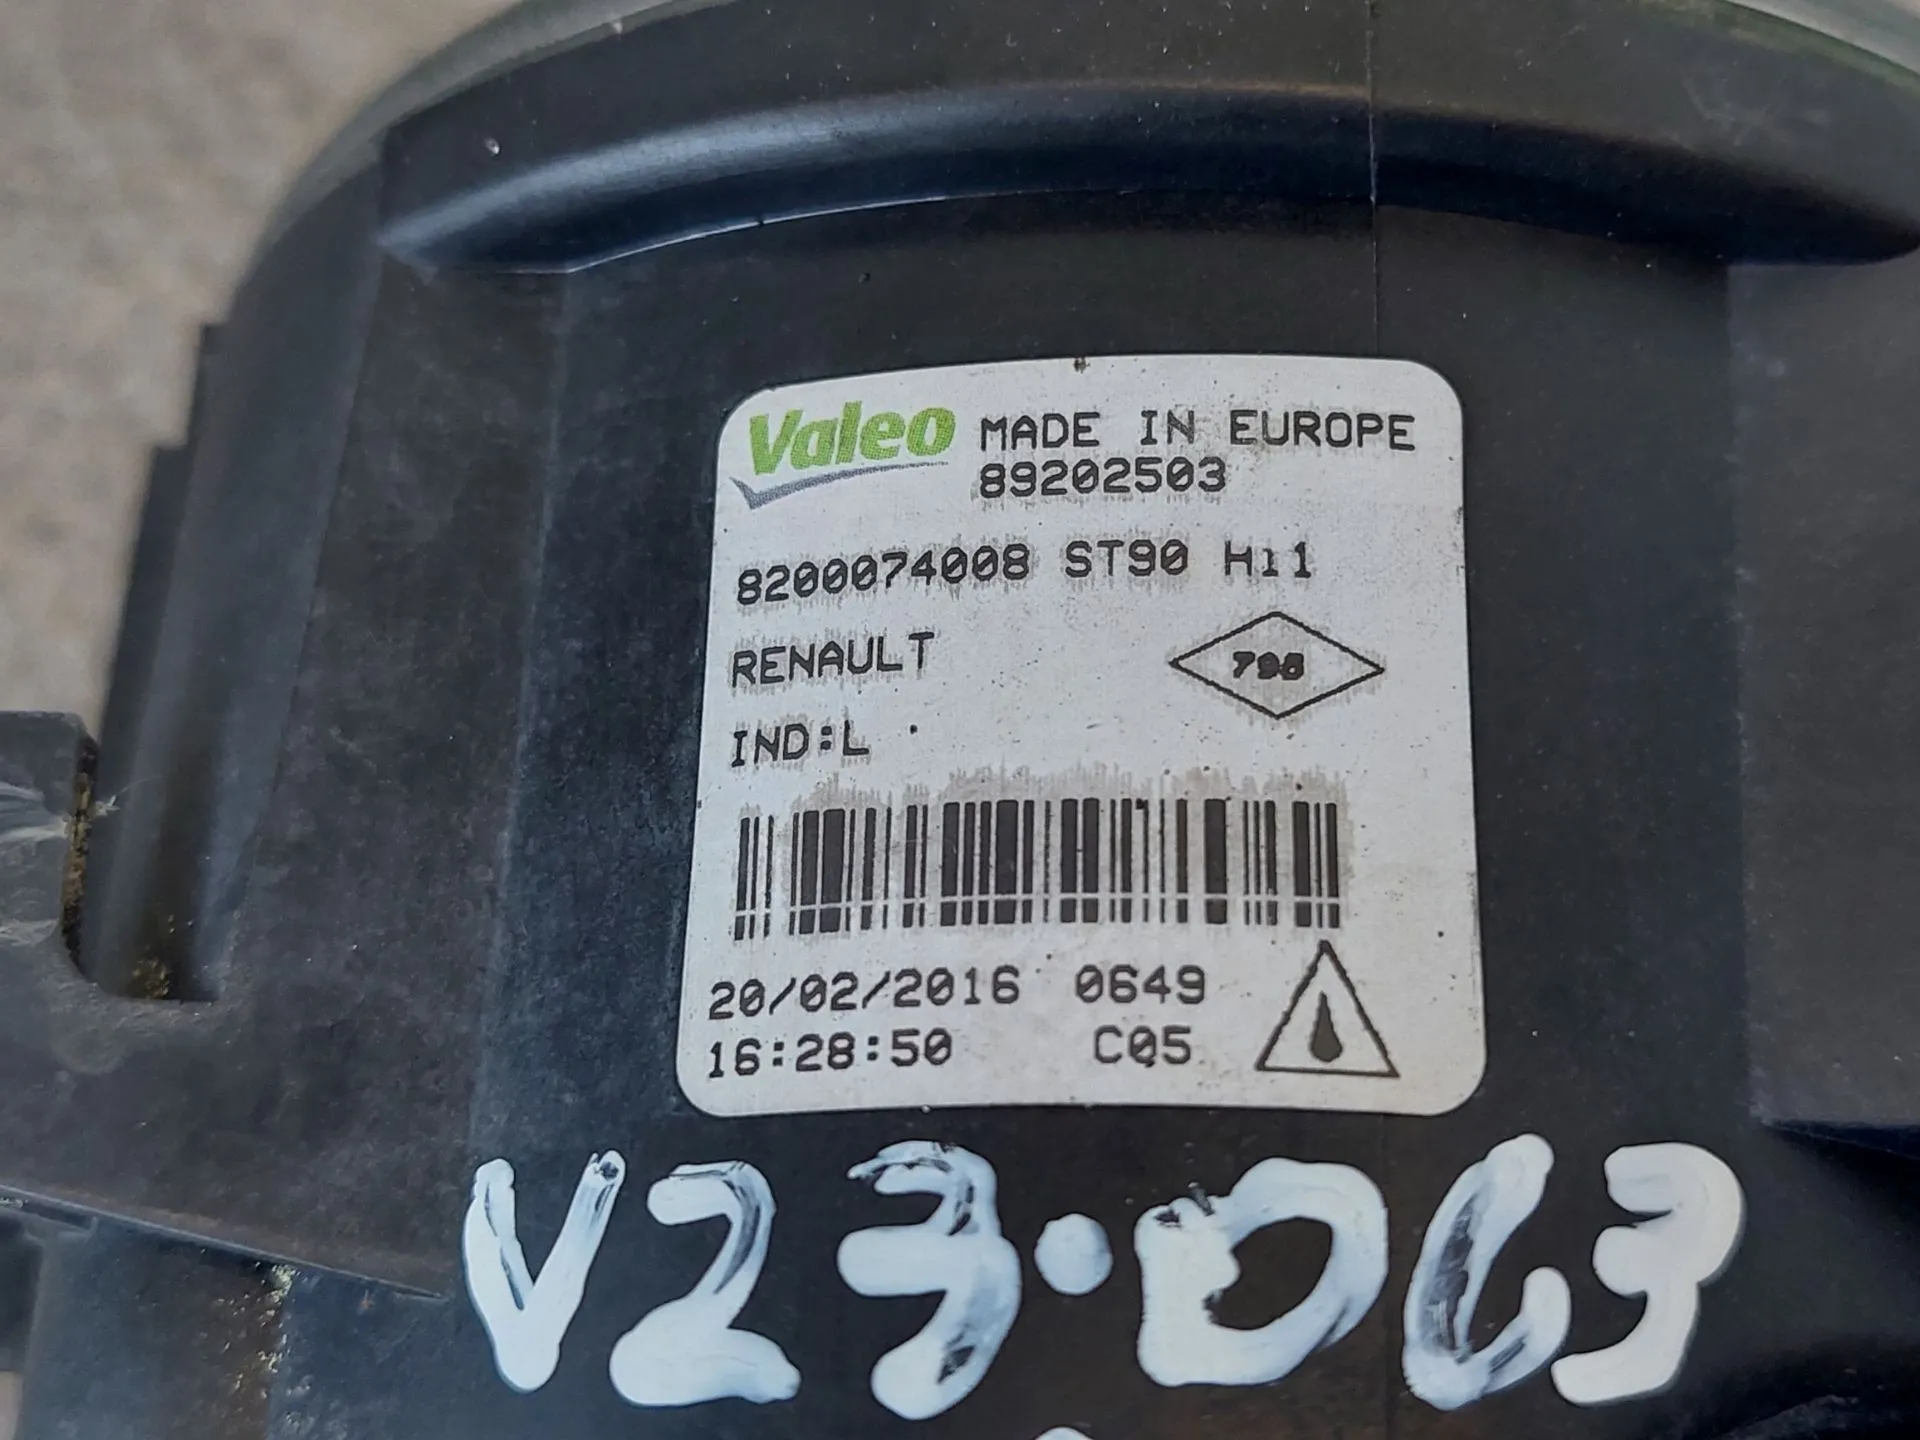 Valeo MADE IN EUROPE
89202503
8200074008 ST90 H11
RENAULT
798
IND:L
20/02/2016 0649
16:28:50 C05
V23.063